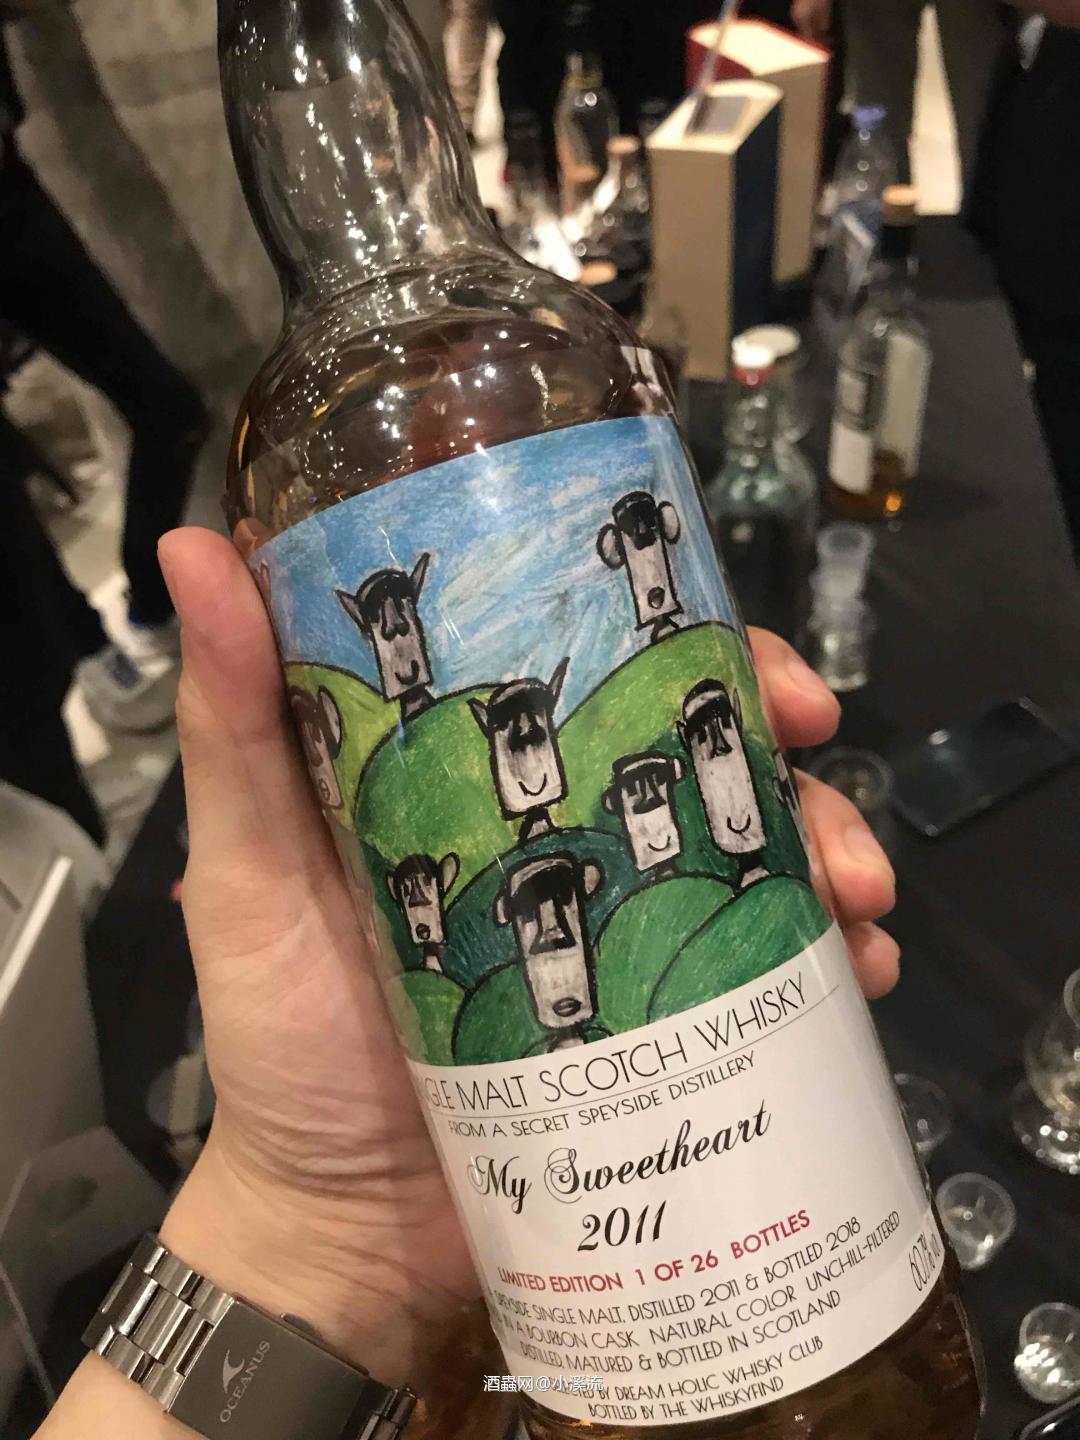 SINGLE MALT SCOTCH WHISKY
FROM A SECRET SPEYSIDE DISTILLERY
My Sweetheart
2011
LIMITED EDITION 1 OF 26 BOTTLES
SPEYSIDE SINGLE MALT, DISTILLED 2011 & BOTTLED 2018
IN A BOURBON CASK NATURAL COLOR UNCHILL-FILTERED
DISTILLED MATURED & BOTTLED IN SCOTLAND
BY DREAM HOLIC WHISKY CLUB
BOTTLED BY THE WHISKYFIND
OCEANUS
酒蟲网@小溪流